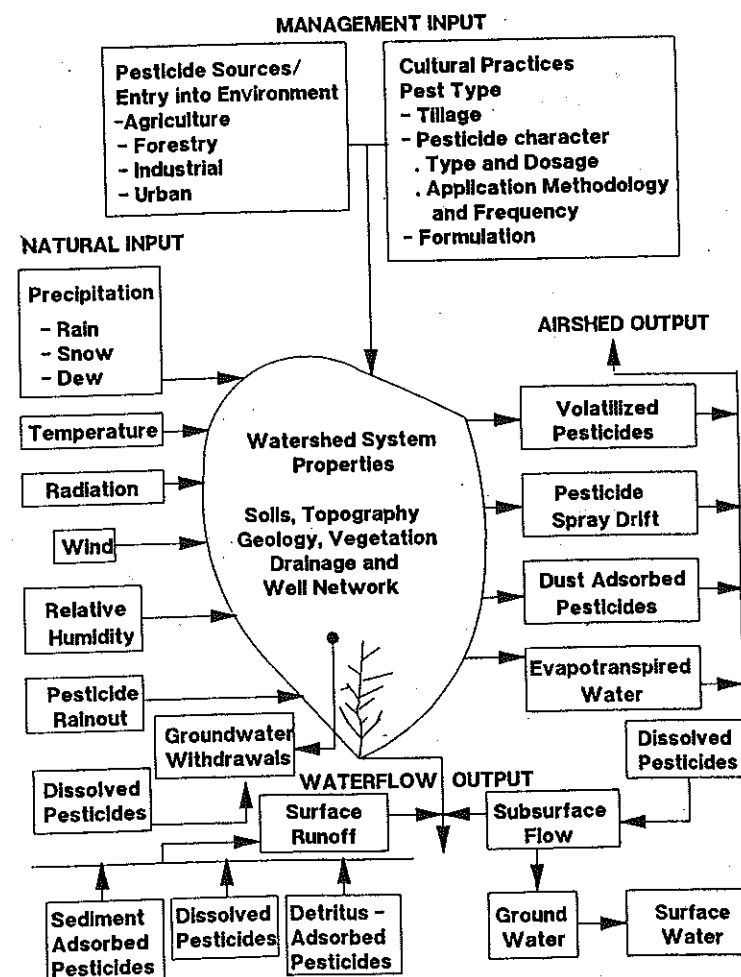 MANAGEMENT INPUT
Pesticide Sources/
Entry into Environment
-Agriculture
- Forestry
- Industrial
- Urban
Cultural Practices
Pest Type
- Tillage
- Pesticide character
. Type and Dosage
. Application Methodology
and Frequency
- Formulation
NATURAL INPUT
Precipitation
- Rain
- Snow
- Dew
Temperature
Radiation
Wind
Relative
Humidity
Pesticide
Rainout
Watershed System
Properties
Soils, Topography
Geology, Vegetation
Drainage and
Well Network
AIRSHED OUTPUT
Volatilized
Pesticides
Pesticide
Spray Drift
Dust Adsorbed
Pesticides
Evapotranspired
Water
Groundwater
Withdrawals
Dissolved
Pesticides
WATERFLOW OUTPUT
Surface
Runoff
Subsurface
Flow
Dissolved
Pesticides
Sediment
Adsorbed
Pesticides
Dissolved
Pesticides
Detritus -
Adsorbed
Pesticides
Ground
Water
Surface
Water